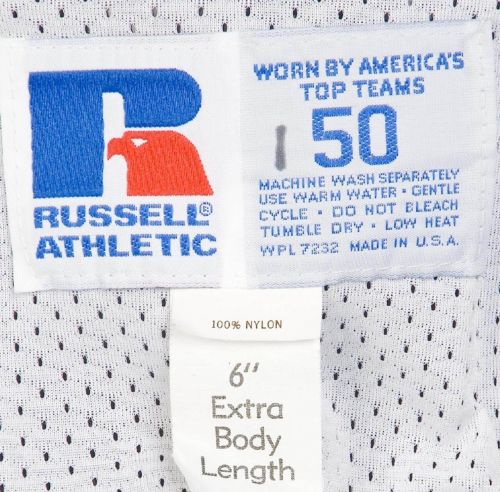 RUSSELL®
ATHLETIC
WORN BY AMERICA'S
TOP TEAMS
50
MACHINE WASH SEPARATELY
USE WARM WATER • GENTLE
CYCLE • DO NOT BLEACH
TUMBLE DRY • LOW HEAT
WPL 7232 MADE IN U.S.A.
100% NYLON
6"
Extra
Body
Length